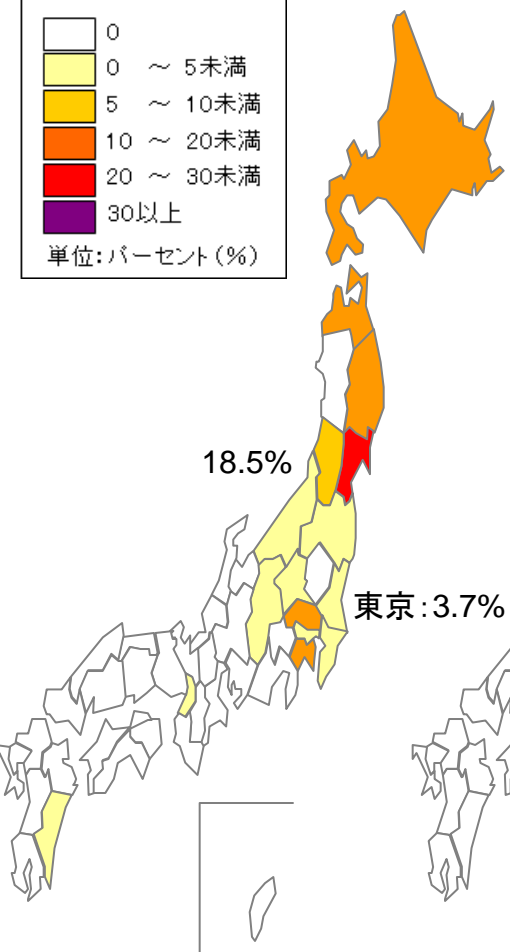 0
0 ～ 5未満
5 ～ 10未満
10 ～ 20未満
20 ～ 30未満
30以上
単位:パーセント(%)
18.5%
東京:3.7%